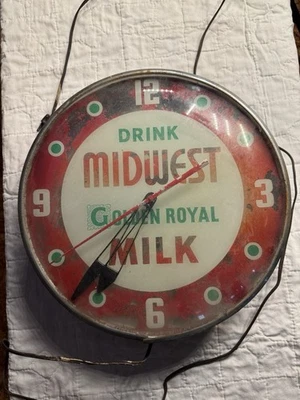 12
DRINK
MIDWEST
9 3
GOLDEN ROYAL
MILK
6